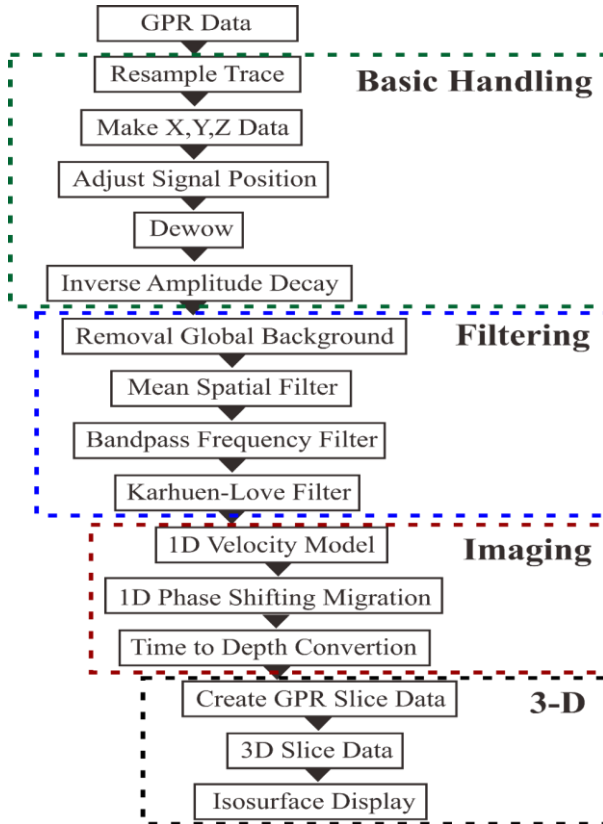 GPR Data
Resample Trace
Basic Handling
Make X,Y,Z Data
Adjust Signal Position
Dewow
Inverse Amplitude Decay
Removal Global Background
Filtering
Mean Spatial Filter
Bandpass Frequency Filter
Karhuen-Love Filter
1D Velocity Model
Imaging
1D Phase Shifting Migration
Time to Depth Convertion
Create GPR Slice Data
3-D
3D Slice Data
Isosurface Display